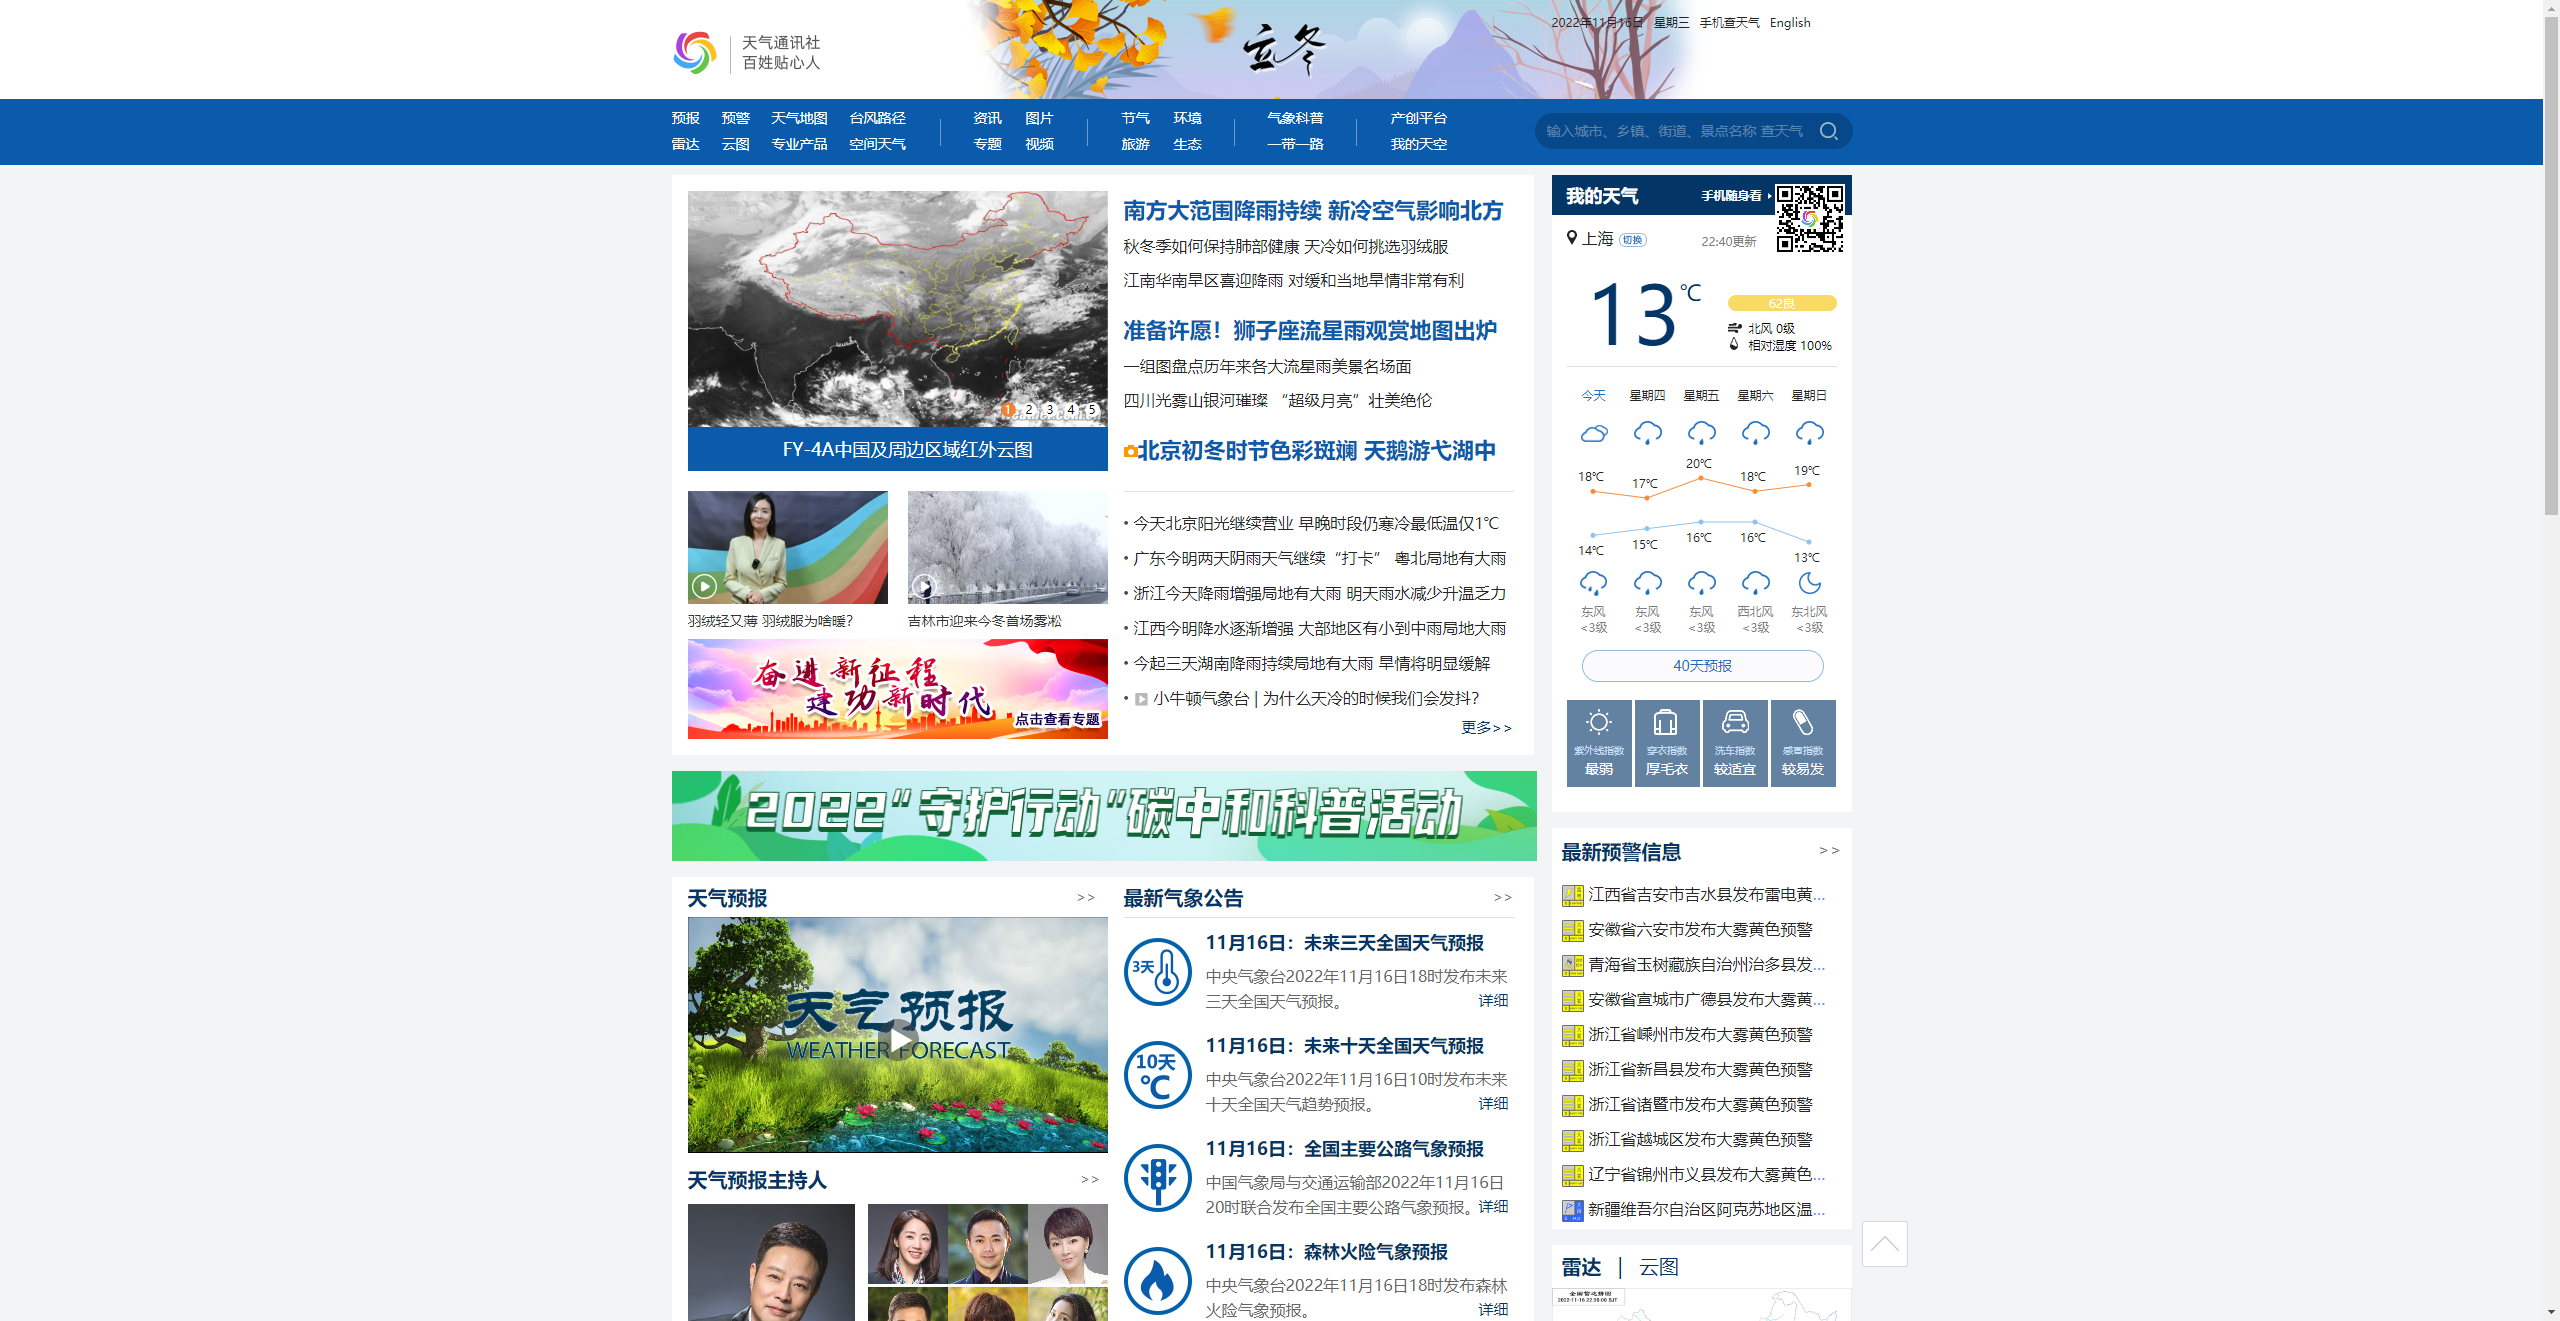 天气通讯社
百姓贴心人
立冬
2022年11月16日 星期三 手机查天气 English
预报 预警 天气地图 台风路径 资讯 图片 节气 环境 气象科普 产创平台
雷达 云图 专业产品 空间天气 专题 视频 旅游 生态 一带一路 我的天空
输入城市、乡镇、街道、景点名称 查天气
1 2 3 4 5
FY-4A中国及周边区域红外云图
羽绒轻又薄 羽绒服为啥暖?
吉林市迎来今冬首场雾凇
奋进新征程
建功新时代
点击查看专题
南方大范围降雨持续 新冷空气影响北方
秋冬季如何保持肺部健康 天冷如何挑选羽绒服
江南华南旱区喜迎降雨 对缓和当地旱情非常有利
准备许愿！狮子座流星雨观赏地图出炉
一组图盘点历年来各大流星雨美景名场面
四川光雾山银河璀璨 “超级月亮”壮美绝伦
北京初冬时节色彩斑斓 天鹅游弋湖中
• 今天北京阳光继续营业 早晚时段仍寒冷最低温仅1℃
• 广东今明两天阴雨天气继续“打卡” 粤北局地有大雨
• 浙江今天降雨增强局地有大雨 明天雨水减少升温乏力
• 江西今明降水逐渐增强 大部地区有小到中雨局地大雨
• 今起三天湖南降雨持续局地有大雨 旱情将明显缓解
• 小牛顿气象台 | 为什么天冷的时候我们会发抖?
更多>>
我的天气 手机随身看
上海 切换 22:40更新
13℃
62良
北风 0级
相对湿度 100%
今天 星期四 星期五 星期六 星期日
18℃ 17℃ 20℃ 18℃ 19℃
14℃ 15℃ 16℃ 16℃ 13℃
东风 东风 东风 西北风 东北风
<3级 <3级 <3级 <3级 <3级
40天预报
紫外线指数 穿衣指数 洗车指数 感冒指数
最弱 厚毛衣 较适宜 较易发
2022“守护行动”碳中和科普活动
天气预报 >>
天气预报
WEATHER FORECAST
天气预报主持人 >>
最新气象公告 >>
3天
11月16日：未来三天全国天气预报
中央气象台2022年11月16日18时发布未来
三天全国天气预报。 详细
10天
℃
11月16日：未来十天全国天气预报
中央气象台2022年11月16日10时发布未来
十天全国天气趋势预报。 详细
11月16日：全国主要公路气象预报
中国气象局与交通运输部2022年11月16日
20时联合发布全国主要公路气象预报。 详细
11月16日：森林火险气象预报
中央气象台2022年11月16日18时发布森林
火险气象预报。 详细
最新预警信息 >>
江西省吉安市吉水县发布雷电黄...
安徽省六安市发布大雾黄色预警
青海省玉树藏族自治州治多县发...
安徽省宣城市广德县发布大雾黄...
浙江省嵊州市发布大雾黄色预警
浙江省新昌县发布大雾黄色预警
浙江省诸暨市发布大雾黄色预警
浙江省越城区发布大雾黄色预警
辽宁省锦州市义县发布大雾黄色...
新疆维吾尔自治区阿克苏地区温...
雷达 | 云图
全国雷达拼图